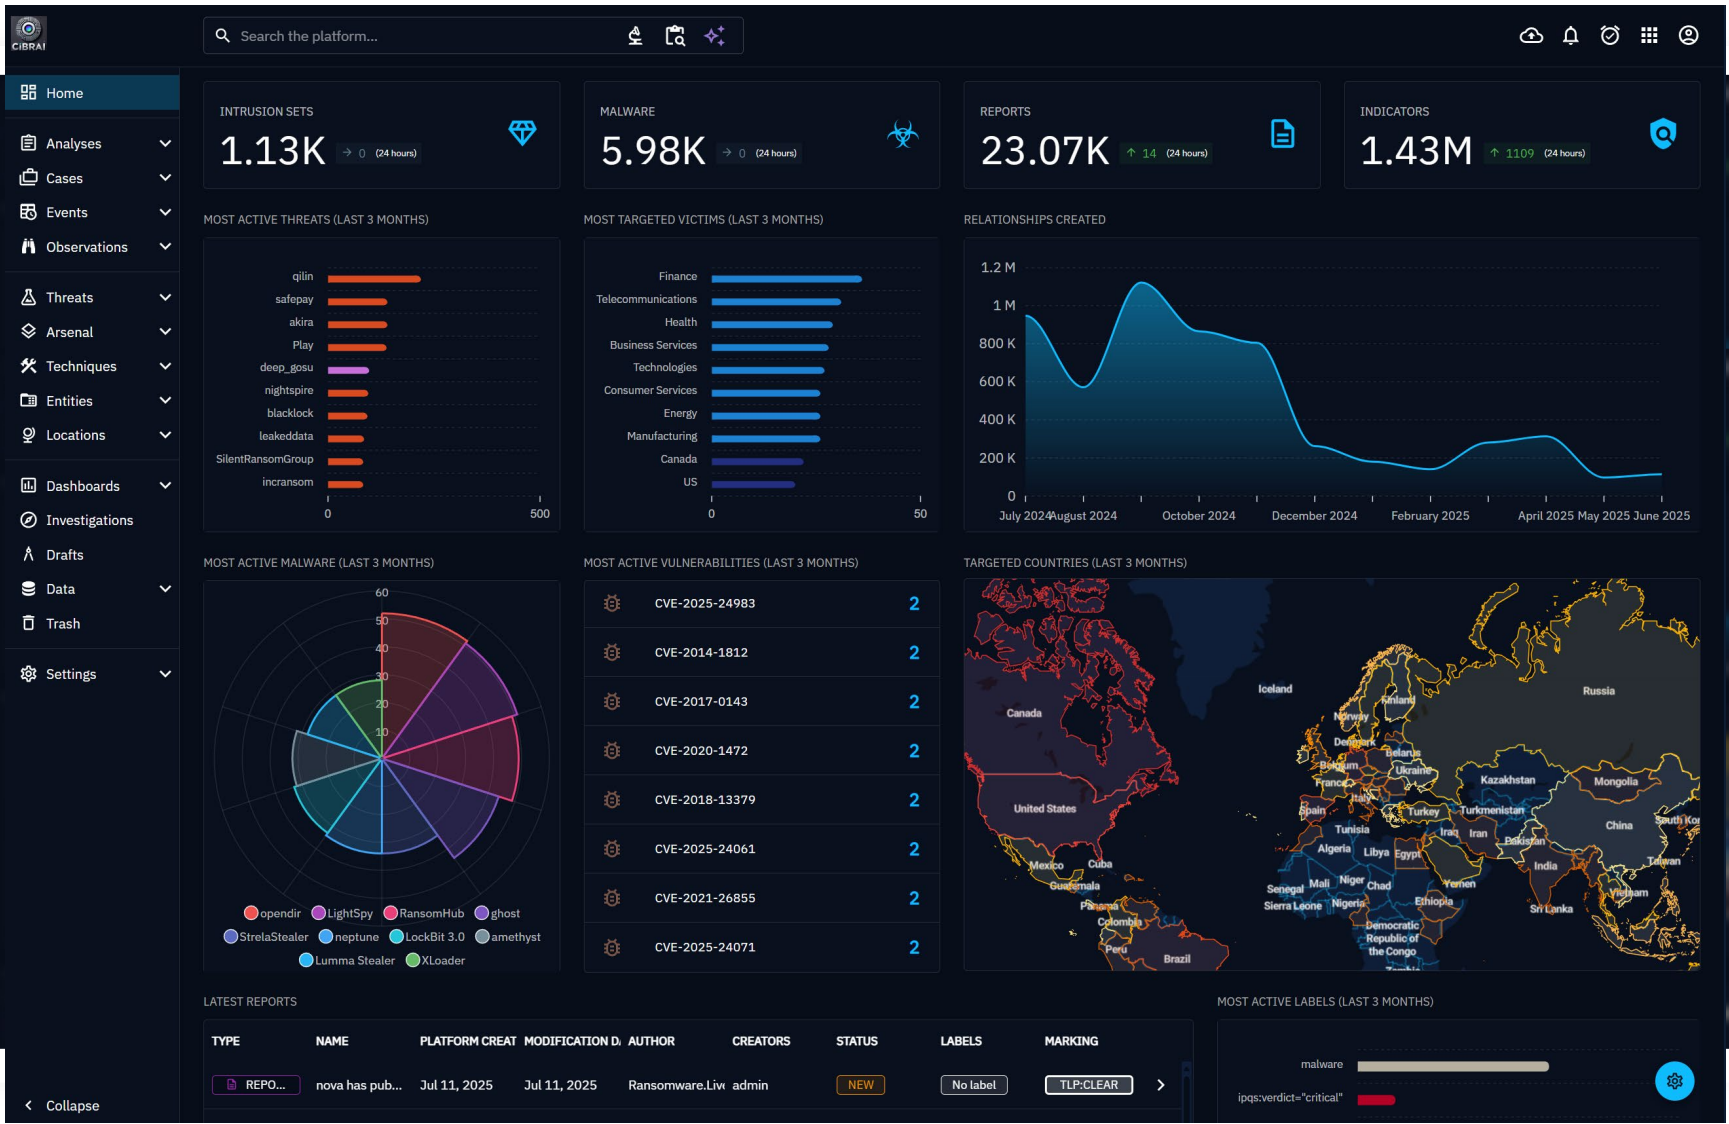 CiBRAI
Search the platform...
Home
Analyses
Cases
Events
Observations
Threats
Arsenal
Techniques
Entities
Locations
Dashboards
Investigations
Drafts
Data
Trash
Settings
Collapse
INTRUSION SETS
1.13K → 0 (24 hours)
MALWARE
5.98K → 0 (24 hours)
REPORTS
23.07K ↑ 14 (24 hours)
INDICATORS
1.43M ↑ 1109 (24 hours)
MOST ACTIVE THREATS (LAST 3 MONTHS)
qilin
safepay
akira
Play
deep_gosu
nightspire
blacklock
leakeddata
SilentRansomGroup
incransom
0 500
MOST TARGETED VICTIMS (LAST 3 MONTHS)
Finance
Telecommunications
Health
Business Services
Technologies
Consumer Services
Energy
Manufacturing
Canada
US
0 50
RELATIONSHIPS CREATED
1.2 M
1 M
800 K
600 K
400 K
200 K
0
July 2024 August 2024 October 2024 December 2024 February 2025 April 2025 May 2025 June 2025
MOST ACTIVE MALWARE (LAST 3 MONTHS)
60
50
40
30
20
10
opendir LightSpy RansomHub ghost
StrelaStealer neptune LockBit 3.0 amethyst
Lumma Stealer XLoader
MOST ACTIVE VULNERABILITIES (LAST 3 MONTHS)
CVE-2025-24983 2
CVE-2014-1812 2
CVE-2017-0143 2
CVE-2020-1472 2
CVE-2018-13379 2
CVE-2025-24061 2
CVE-2021-26855 2
CVE-2025-24071 2
TARGETED COUNTRIES (LAST 3 MONTHS)
Iceland
Russia
Finland
Canada
Norway
Denmark
Belarus
Belgium
Ukraine
Kazakhstan
Mongolia
France
Italy
United States
Spain
Turkey
Turkmenistan
China
South Kor
Tunisia
Iraq
Iran
Pakistan
Algeria
Libya
Egypt
Taiwan
Mexico
Cuba
India
Guatemala
Senegal
Mali
Niger
Chad
Yemen
Vietnam
Sierra Leone
Nigeria
Ethiopia
Sri Lanka
Panama
Colombia
Democratic
Republic of
the Congo
Peru
Brazil
Zambia
LATEST REPORTS
TYPE NAME PLATFORM CREAT MODIFICATION D. AUTHOR CREATORS STATUS LABELS MARKING
REPO... nova has pub... Jul 11, 2025 Jul 11, 2025 Ransomware.Liv admin NEW No label TLP:CLEAR
MOST ACTIVE LABELS (LAST 3 MONTHS)
malware
ipqs:verdict="critical"